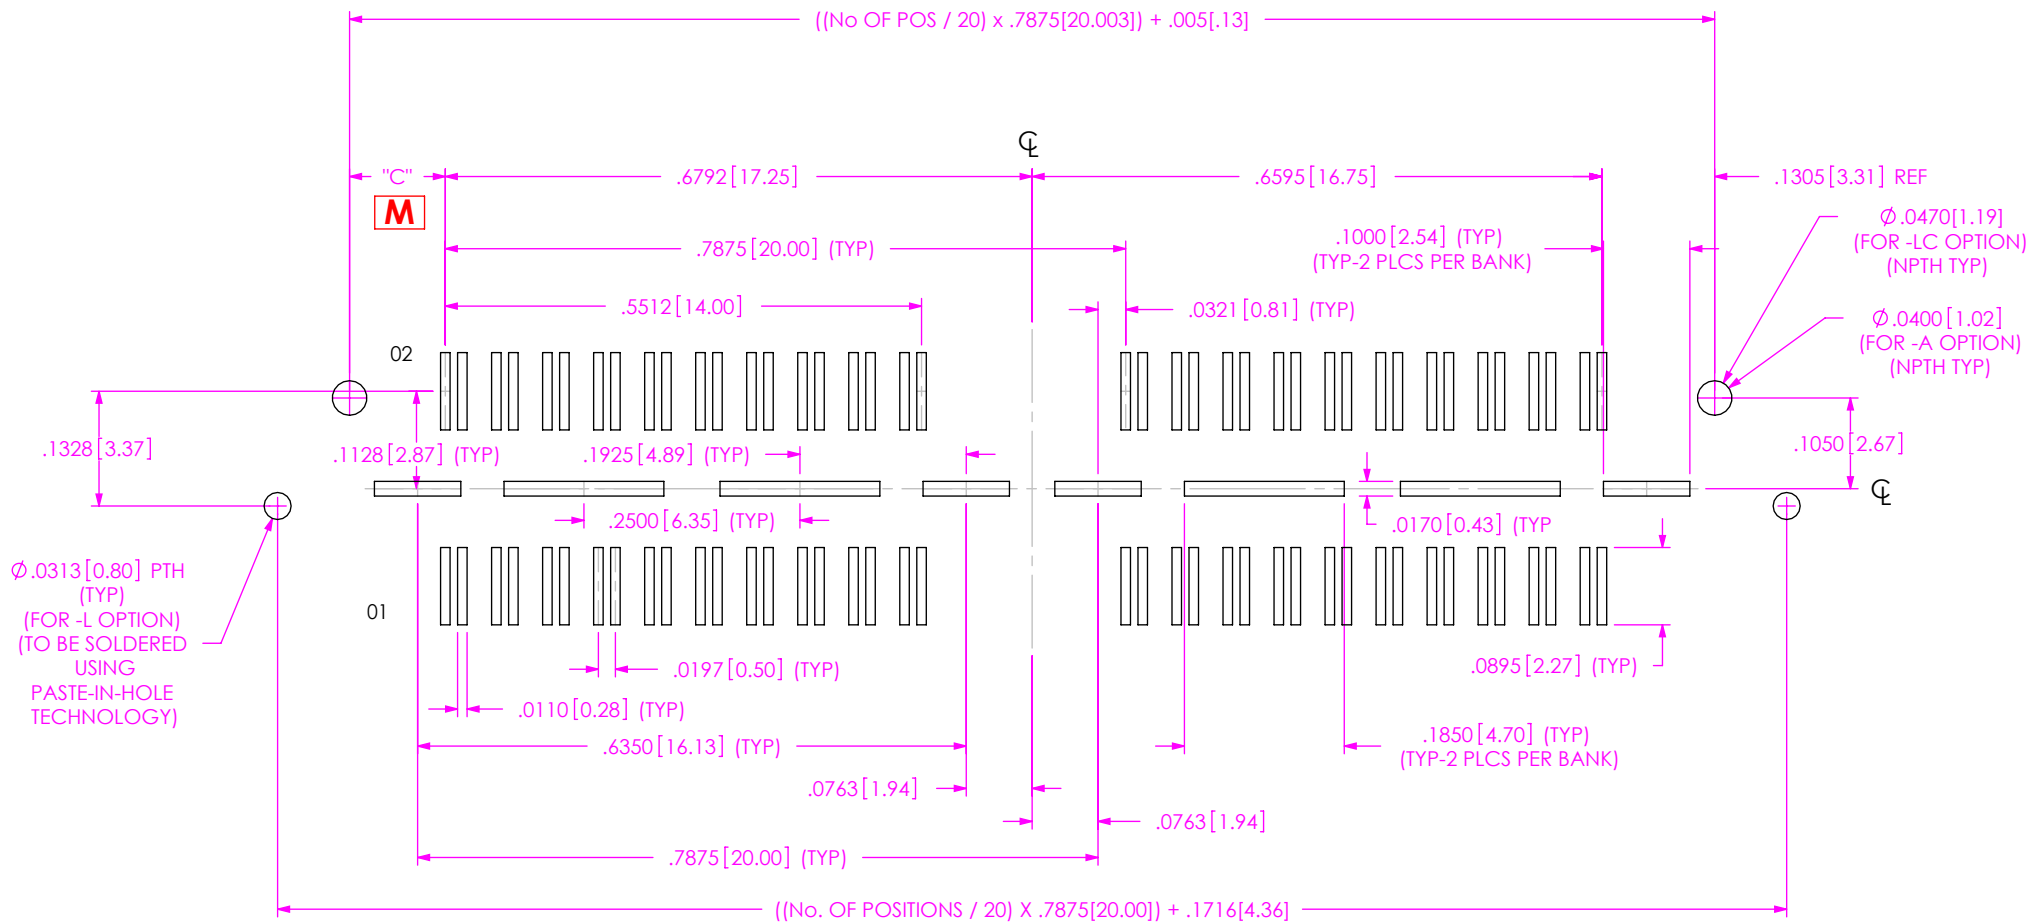 ((No OF POS / 20) x .7875[20.003]) + .005[.13]
℄
"C"
.6792[17.25]
.6595[16.75]
.1305[3.31] REF
M
Ø.0470[1.19]
(FOR -LC OPTION)
(NPTH TYP)
.7875[20.00] (TYP)
.1000[2.54] (TYP)
(TYP-2 PLCS PER BANK)
.5512[14.00]
.0321[0.81] (TYP)
Ø.0400[1.02]
(FOR -A OPTION)
(NPTH TYP)
02
.1328[3.37]
.1128[2.87] (TYP)
.1925[4.89] (TYP)
.1050[2.67]
℄
.2500[6.35] (TYP)
.0170[0.43] (TYP
Ø.0313[0.80] PTH
(TYP)
(FOR -L OPTION)
(TO BE SOLDERED
USING
PASTE-IN-HOLE
TECHNOLOGY)
01
.0197[0.50] (TYP)
.0895[2.27] (TYP)
.0110[0.28] (TYP)
.6350[16.13] (TYP)
.1850[4.70] (TYP)
(TYP-2 PLCS PER BANK)
.0763[1.94]
.0763[1.94]
.7875[20.00] (TYP)
((No. OF POSITIONS / 20) X .7875[20.00]) + .1716[4.36]